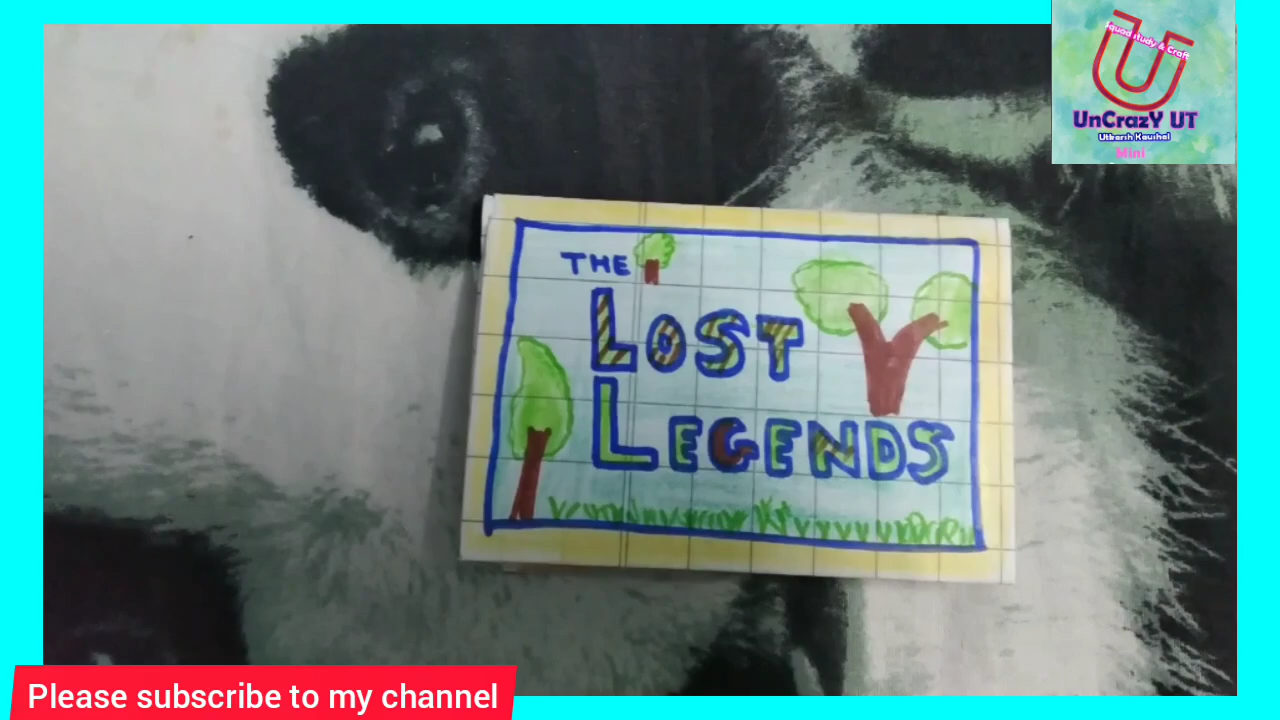 Squad Study & Craft
UnCrazY UT
Utkarsh Kaushal
Mini
THE
LOST
LEGENDS
Please subscribe to my channel